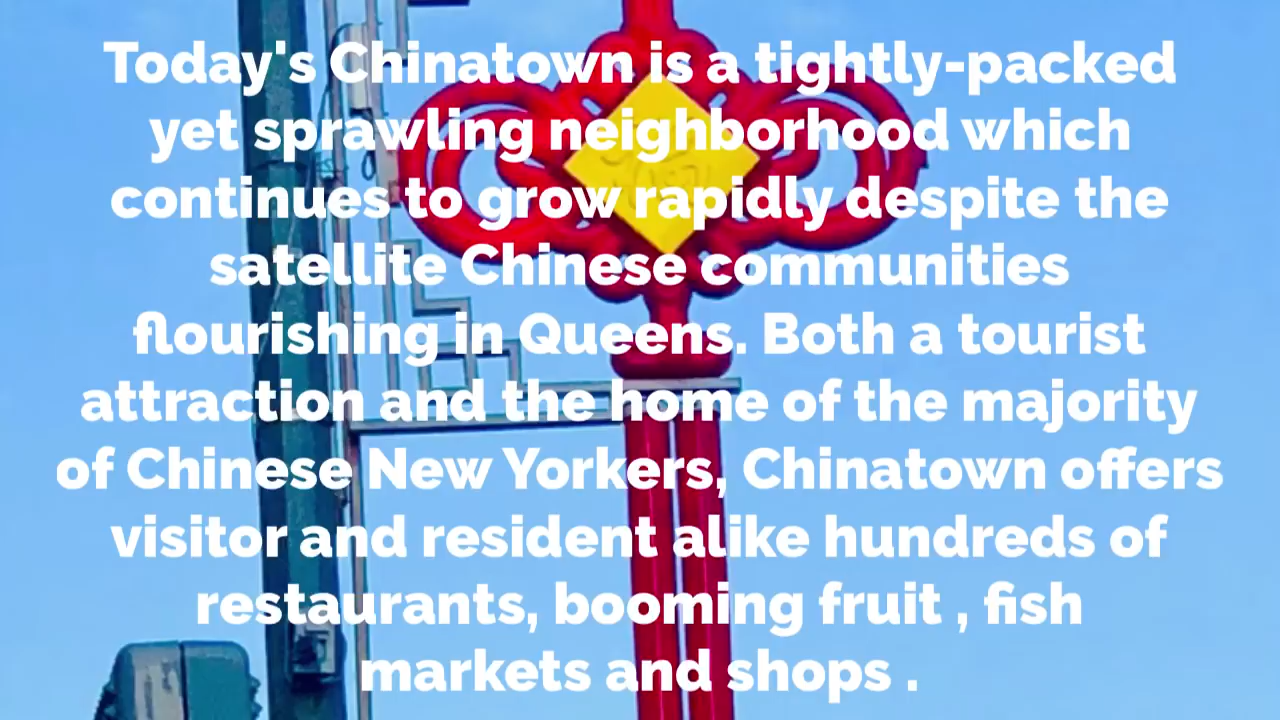 Today's Chinatown is a tightly-packed
yet sprawling neighborhood which
continues to grow rapidly despite the
satellite Chinese communities
flourishing in Queens. Both a tourist
attraction and the home of the majority
of Chinese New Yorkers, Chinatown offers
visitor and resident alike hundreds of
restaurants, booming fruit , fish
markets and shops .